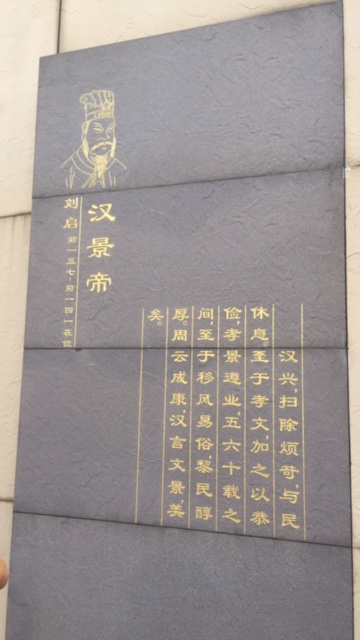 汉景帝
刘启 前一五七-前一四一在位
汉兴，扫除烦苛，与民
休息。至于孝文，加之以恭
俭，孝景遵业，五六十载之
间，至于移风易俗，黎民醇
厚。周云成康，汉言文景，美
矣。